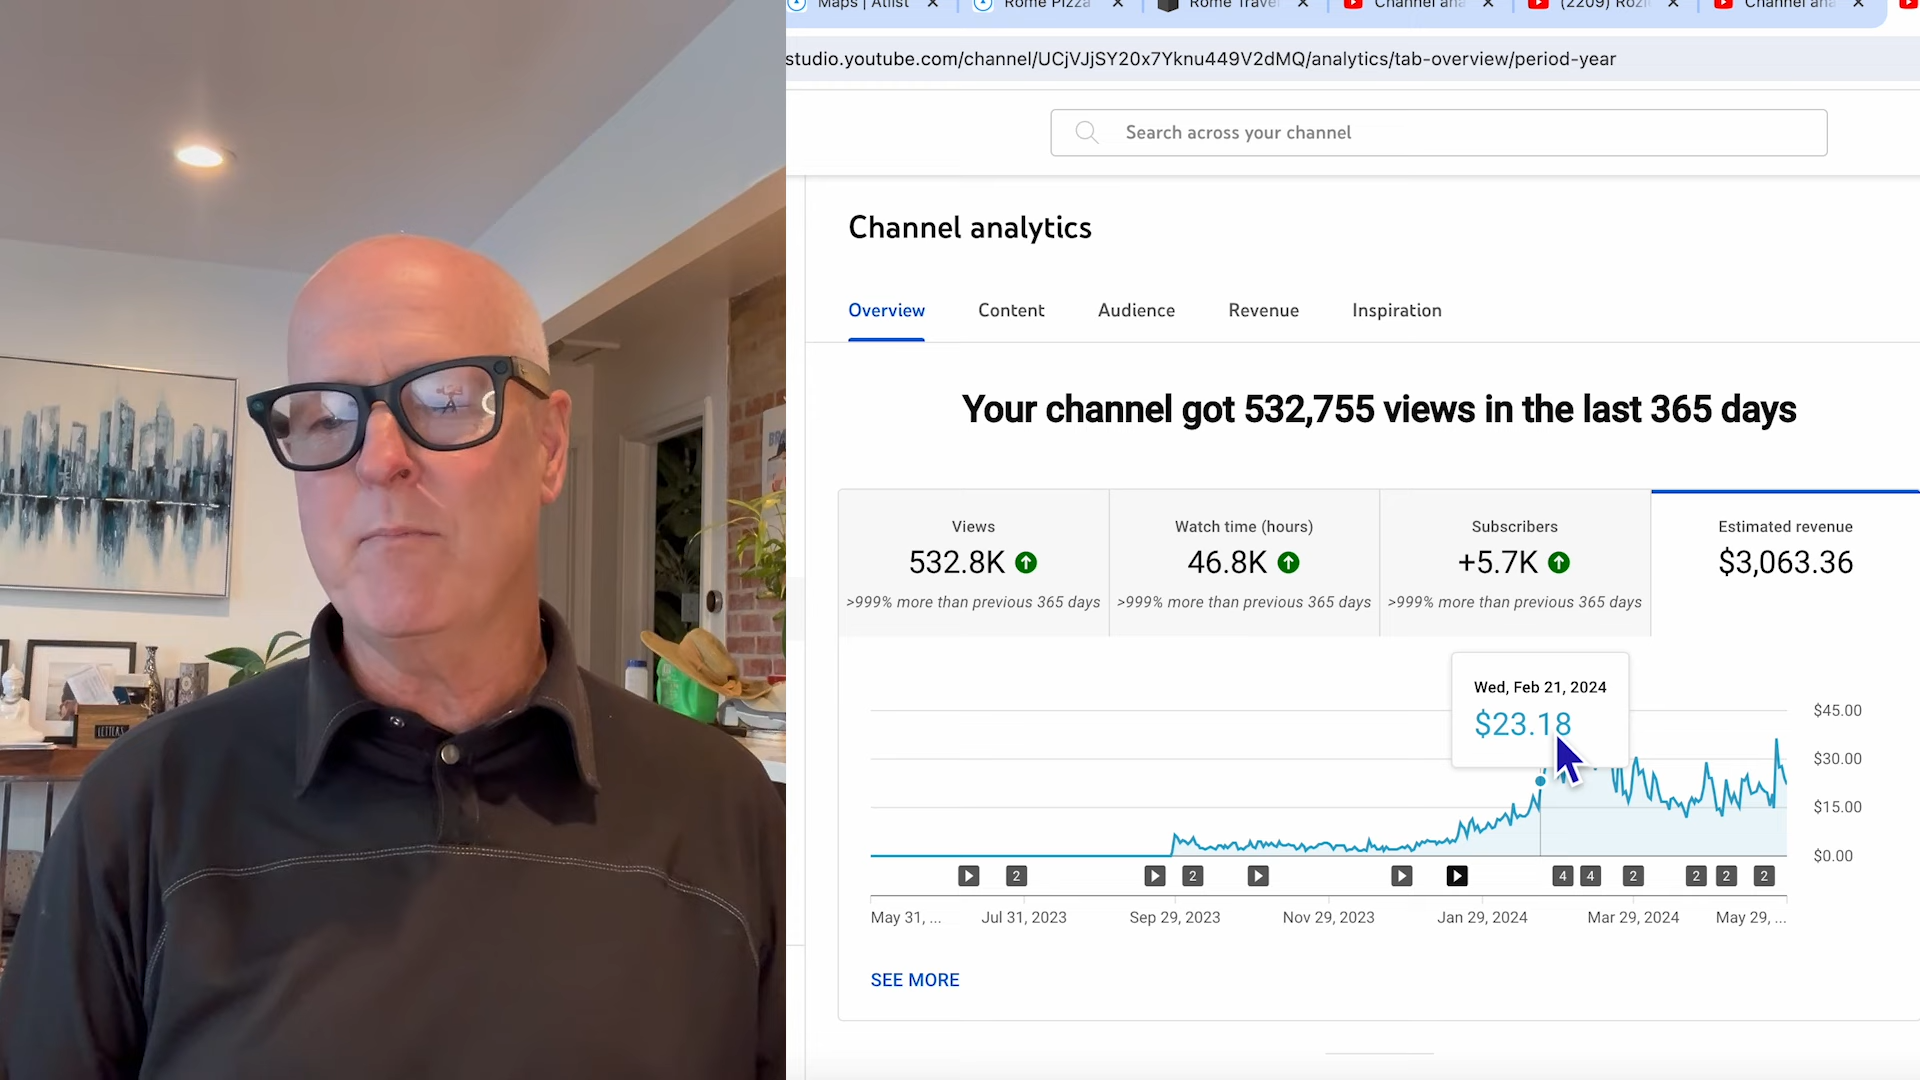 Maps | Atlist
Rome Pizza
Rome Trave
Channel ana
(2209) Rozi
Channel ana
studio.youtube.com/channel/UCjVJjSY20x7Yknu449V2dMQ/analytics/tab-overview/period-year
Search across your channel
Channel analytics
Overview Content Audience Revenue Inspiration
Your channel got 532,755 views in the last 365 days
Views
532.8K
>999% more than previous 365 days
Watch time (hours)
46.8K
>999% more than previous 365 days
Subscribers
+5.7K
>999% more than previous 365 days
Estimated revenue
$3,063.36
Wed, Feb 21, 2024
$23.18
$45.00
$30.00
$15.00
$0.00
2 2 4 4 2 2 2 2
May 31, ... Jul 31, 2023 Sep 29, 2023 Nov 29, 2023 Jan 29, 2024 Mar 29, 2024 May 29, ...
SEE MORE
LETTERS